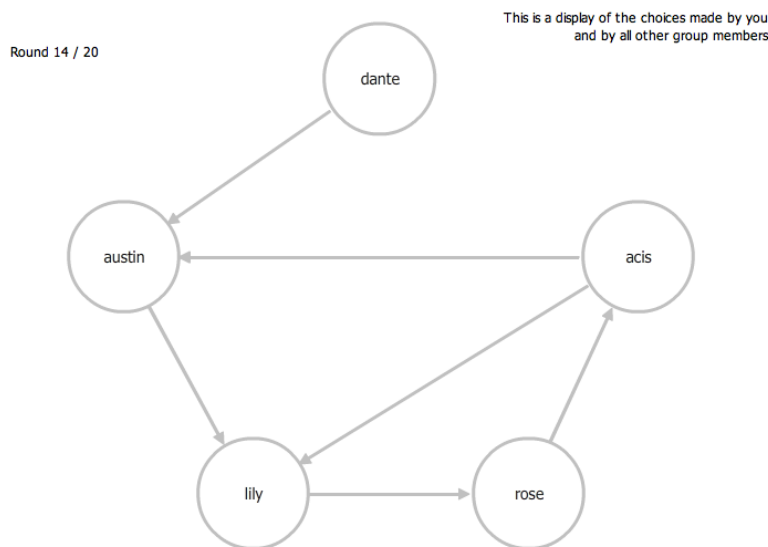 This is a display of the choices made by you
and by all other group members
Round 14 / 20
dante
austin
acis
lily
rose